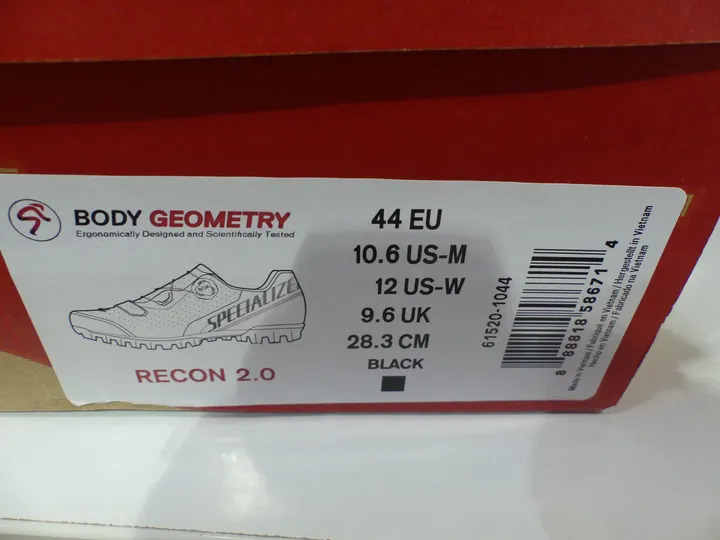 BODY GEOMETRY
Ergonomically Designed and Scientifically Tested
SPECIALIZE
RECON 2.0
44 EU
10.6 US-M
12 US-W
9.6 UK
28.3 CM
BLACK
61520-1044
8 88818 58671 4
Made in Vietnam / Fabriqué en Vietnam / Hergestellt in Vietnam
Hecho en Vietnam / Fabricado na Vietnam